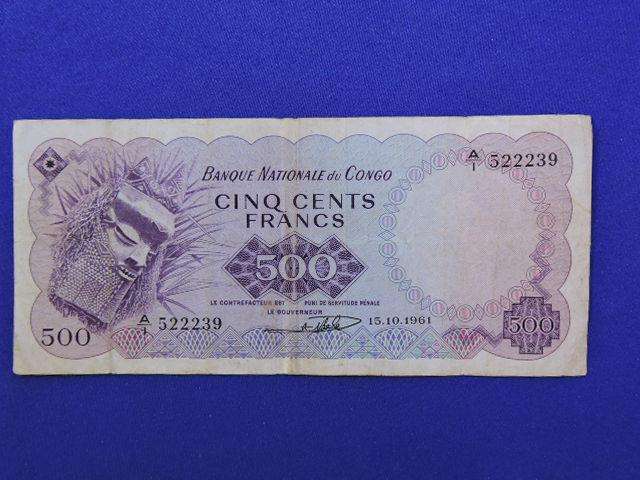 BANQUE NATIONALE DU CONGO
A/1 522239
CINQ CENTS
FRANCS
500
LE CONTREFACTEUR EST PUNI DE SERVITUDE PÉNALE
LE GOUVERNEUR
500
A/1 522239
15.10.1961
500